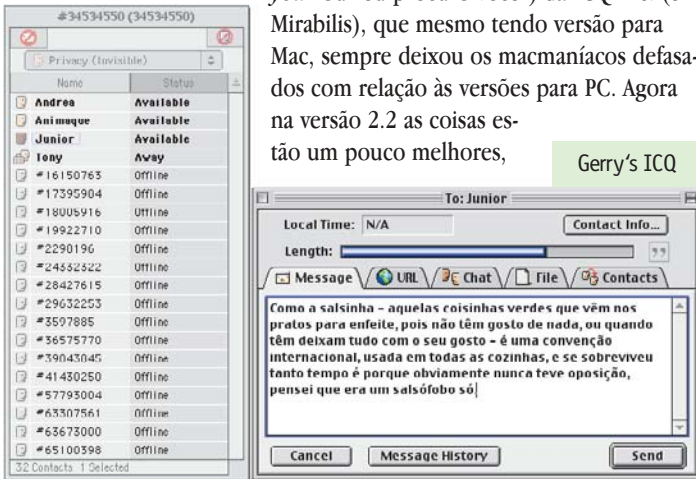 Mirabilis), que mesmo tendo versão para
Mac, sempre deixou os macmaníacos defasa-
dos com relação às versões para PC. Agora
na versão 2.2 as coisas es-
tão um pouco melhores,
Gerry's ICQ
#34534550 (34534550)
Privacy (Invisible)
Name Status
Andrea Available
Animaque Available
Junior Available
Tony Away
#16150763 Offline
#17395904 Offline
#18005916 Offline
#19922710 Offline
#2290196 Offline
#24332322 Offline
#28427615 Offline
#29632253 Offline
#3597885 Offline
#36575770 Offline
#39043045 Offline
#41430250 Offline
#57793004 Offline
#63307561 Offline
#63673000 Offline
#65100398 Offline
32 Contacts 1 Selected
To: Junior
Local Time: N/A Contact Info...
Length:
Message URL Chat File Contacts
Como a salsinha - aquelas coisinhas verdes que vêm nos
pratos para enfeite, pois não têm gosto de nada, ou quando
têm deixam tudo com o seu gosto - é uma convenção
internacional, usada em todas as cozinhas, e se sobreviveu
tanto tempo é porque obviamente nunca teve oposição,
pensei que era um salsófobo só
Cancel Message History Send